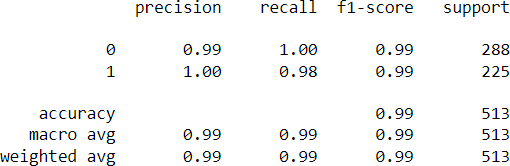 precision recall f1-score support
0 0.99 1.00 0.99 288
1 1.00 0.98 0.99 225
accuracy 0.99 513
macro avg 0.99 0.99 0.99 513
weighted avg 0.99 0.99 0.99 513